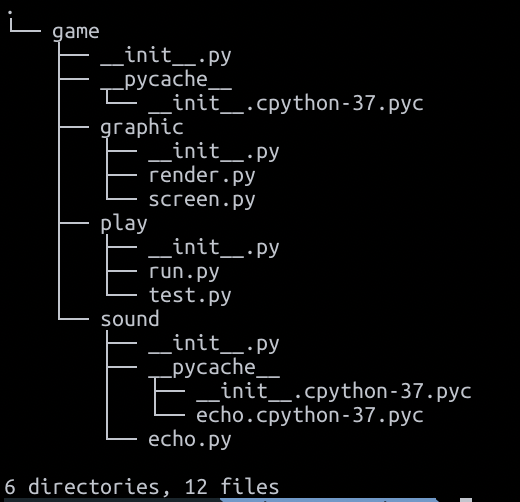 .
└── game
    ├── __init__.py
    ├── __pycache__
    │   └── __init__.cpython-37.pyc
    ├── graphic
    │   ├── __init__.py
    │   ├── render.py
    │   └── screen.py
    ├── play
    │   ├── __init__.py
    │   ├── run.py
    │   └── test.py
    └── sound
        ├── __init__.py
        ├── __pycache__
        │   ├── __init__.cpython-37.pyc
        │   └── echo.cpython-37.pyc
        └── echo.py
6 directories, 12 files